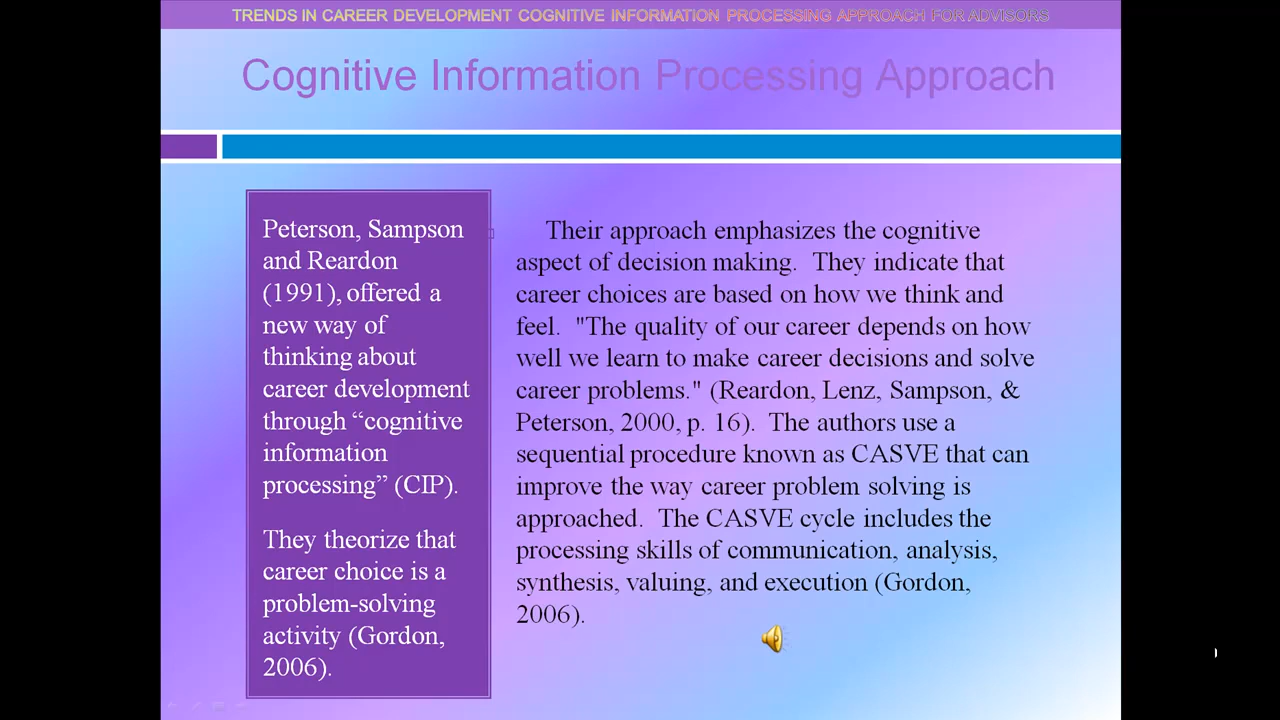 TRENDS IN CAREER DEVELOPMENT COGNITIVE INFORMATION PROCESSING APPROACH FOR ADVISORS
Cognitive Information Processing Approach
Peterson, Sampson
and Reardon
(1991), offered a
new way of
thinking about
career development
through “cognitive
information
processing” (CIP).
They theorize that
career choice is a
problem-solving
activity (Gordon,
2006).
Their approach emphasizes the cognitive
aspect of decision making.  They indicate that
career choices are based on how we think and
feel.  "The quality of our career depends on how
well we learn to make career decisions and solve
career problems." (Reardon, Lenz, Sampson, &
Peterson, 2000, p. 16).  The authors use a
sequential procedure known as CASVE that can
improve the way career problem solving is
approached.  The CASVE cycle includes the
processing skills of communication, analysis,
synthesis, valuing, and execution (Gordon,
2006).